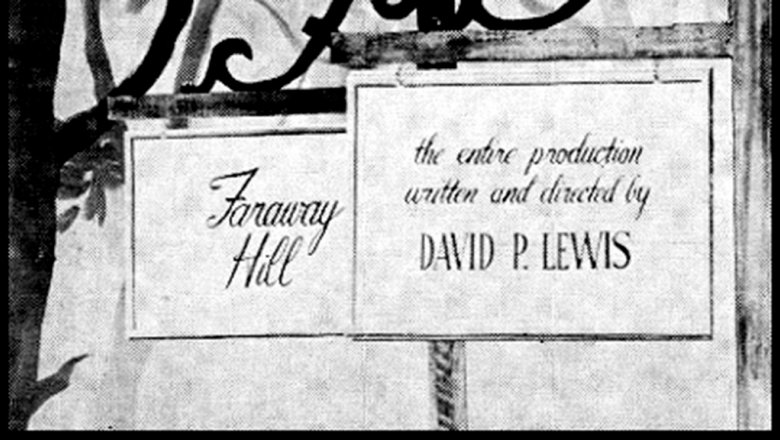 Faraway
Hill
the entire production
written and directed by
DAVID P. LEWIS